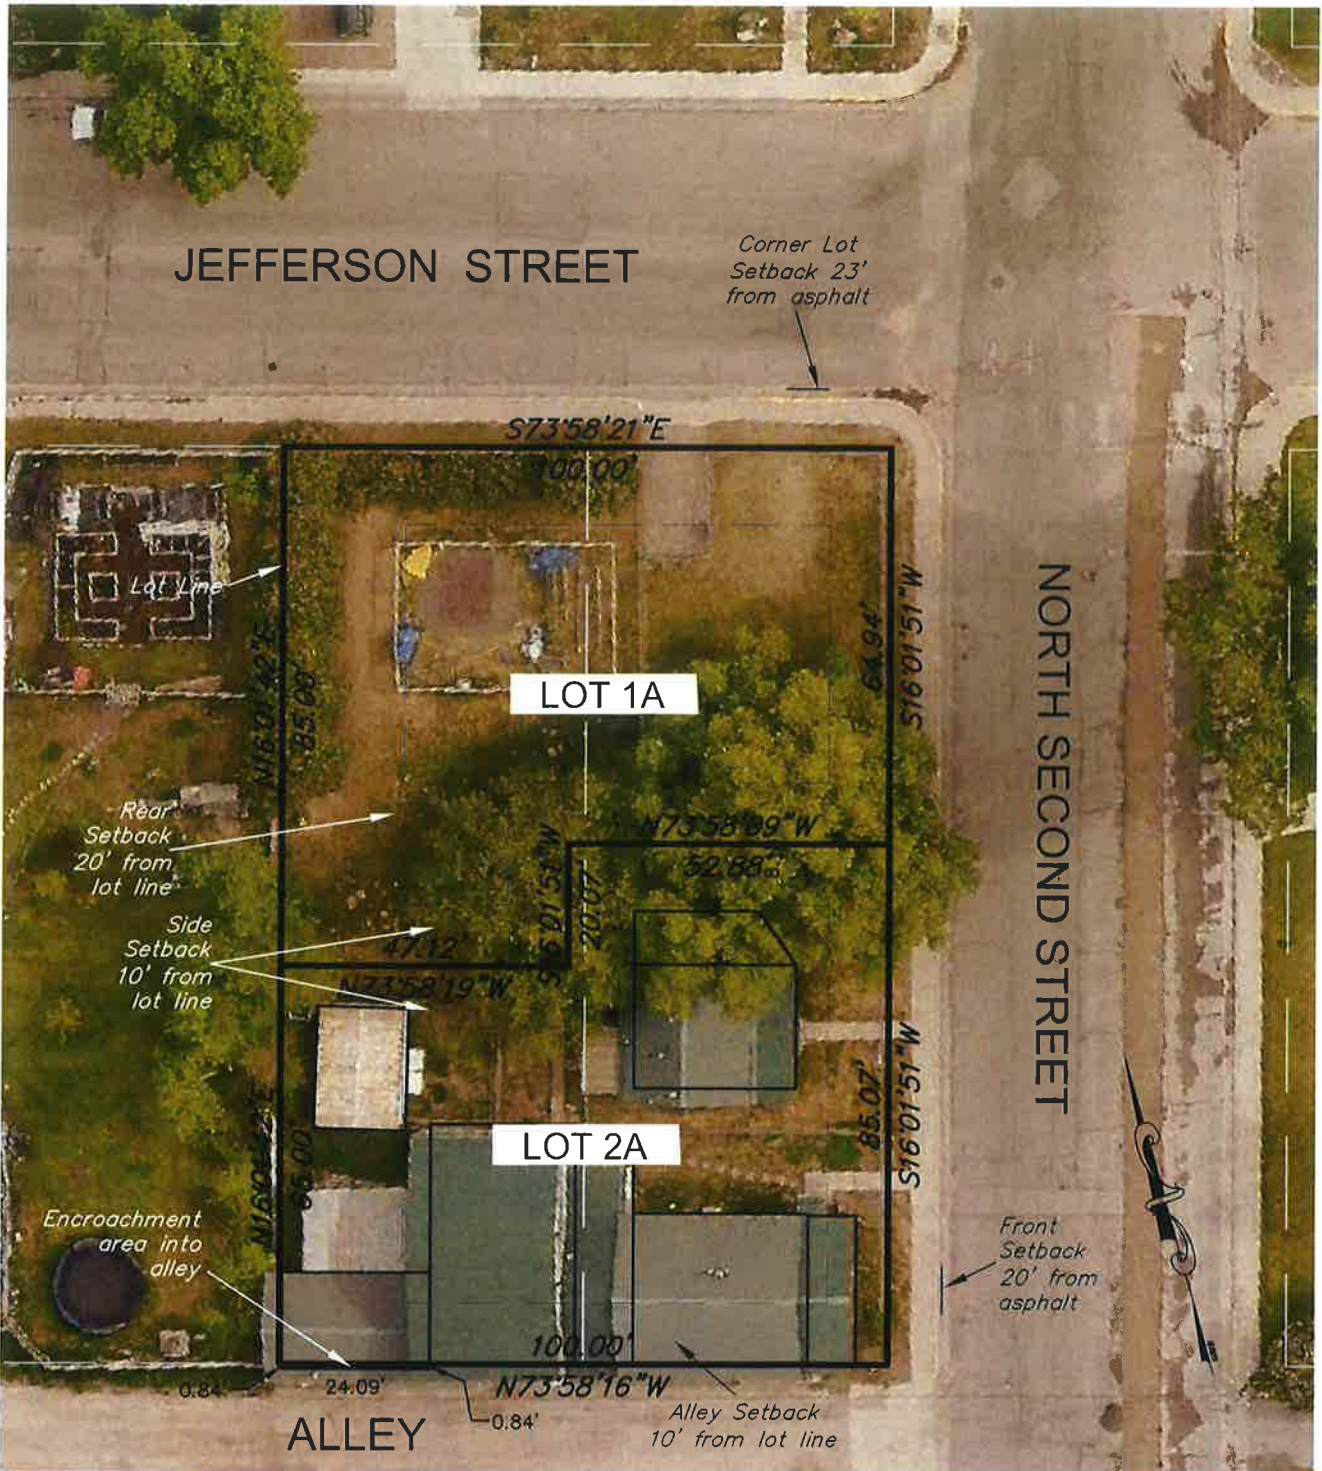 JEFFERSON STREET
Corner Lot
Setback 23'
from asphalt
S73°58'21"E
100.00'
Lot Line
N16°01'42"E
85.00'
LOT 1A
64.94'
S16°01'51"W
NORTH SECOND STREET
Rear
Setback
20' from
lot line
N73°58'09"W
52.88'
S16°01'51"W
20.07'
Side
Setback
10' from
lot line
47.12'
N73°58'19"W
LOT 2A
85.07'
S16°01'51"W
N16°01'42"E
65.00'
Encroachment
area into
alley
Front
Setback
20' from
asphalt
100.00'
N73°58'16"W
0.84'
24.09'
0.84'
ALLEY
Alley Setback
10' from lot line